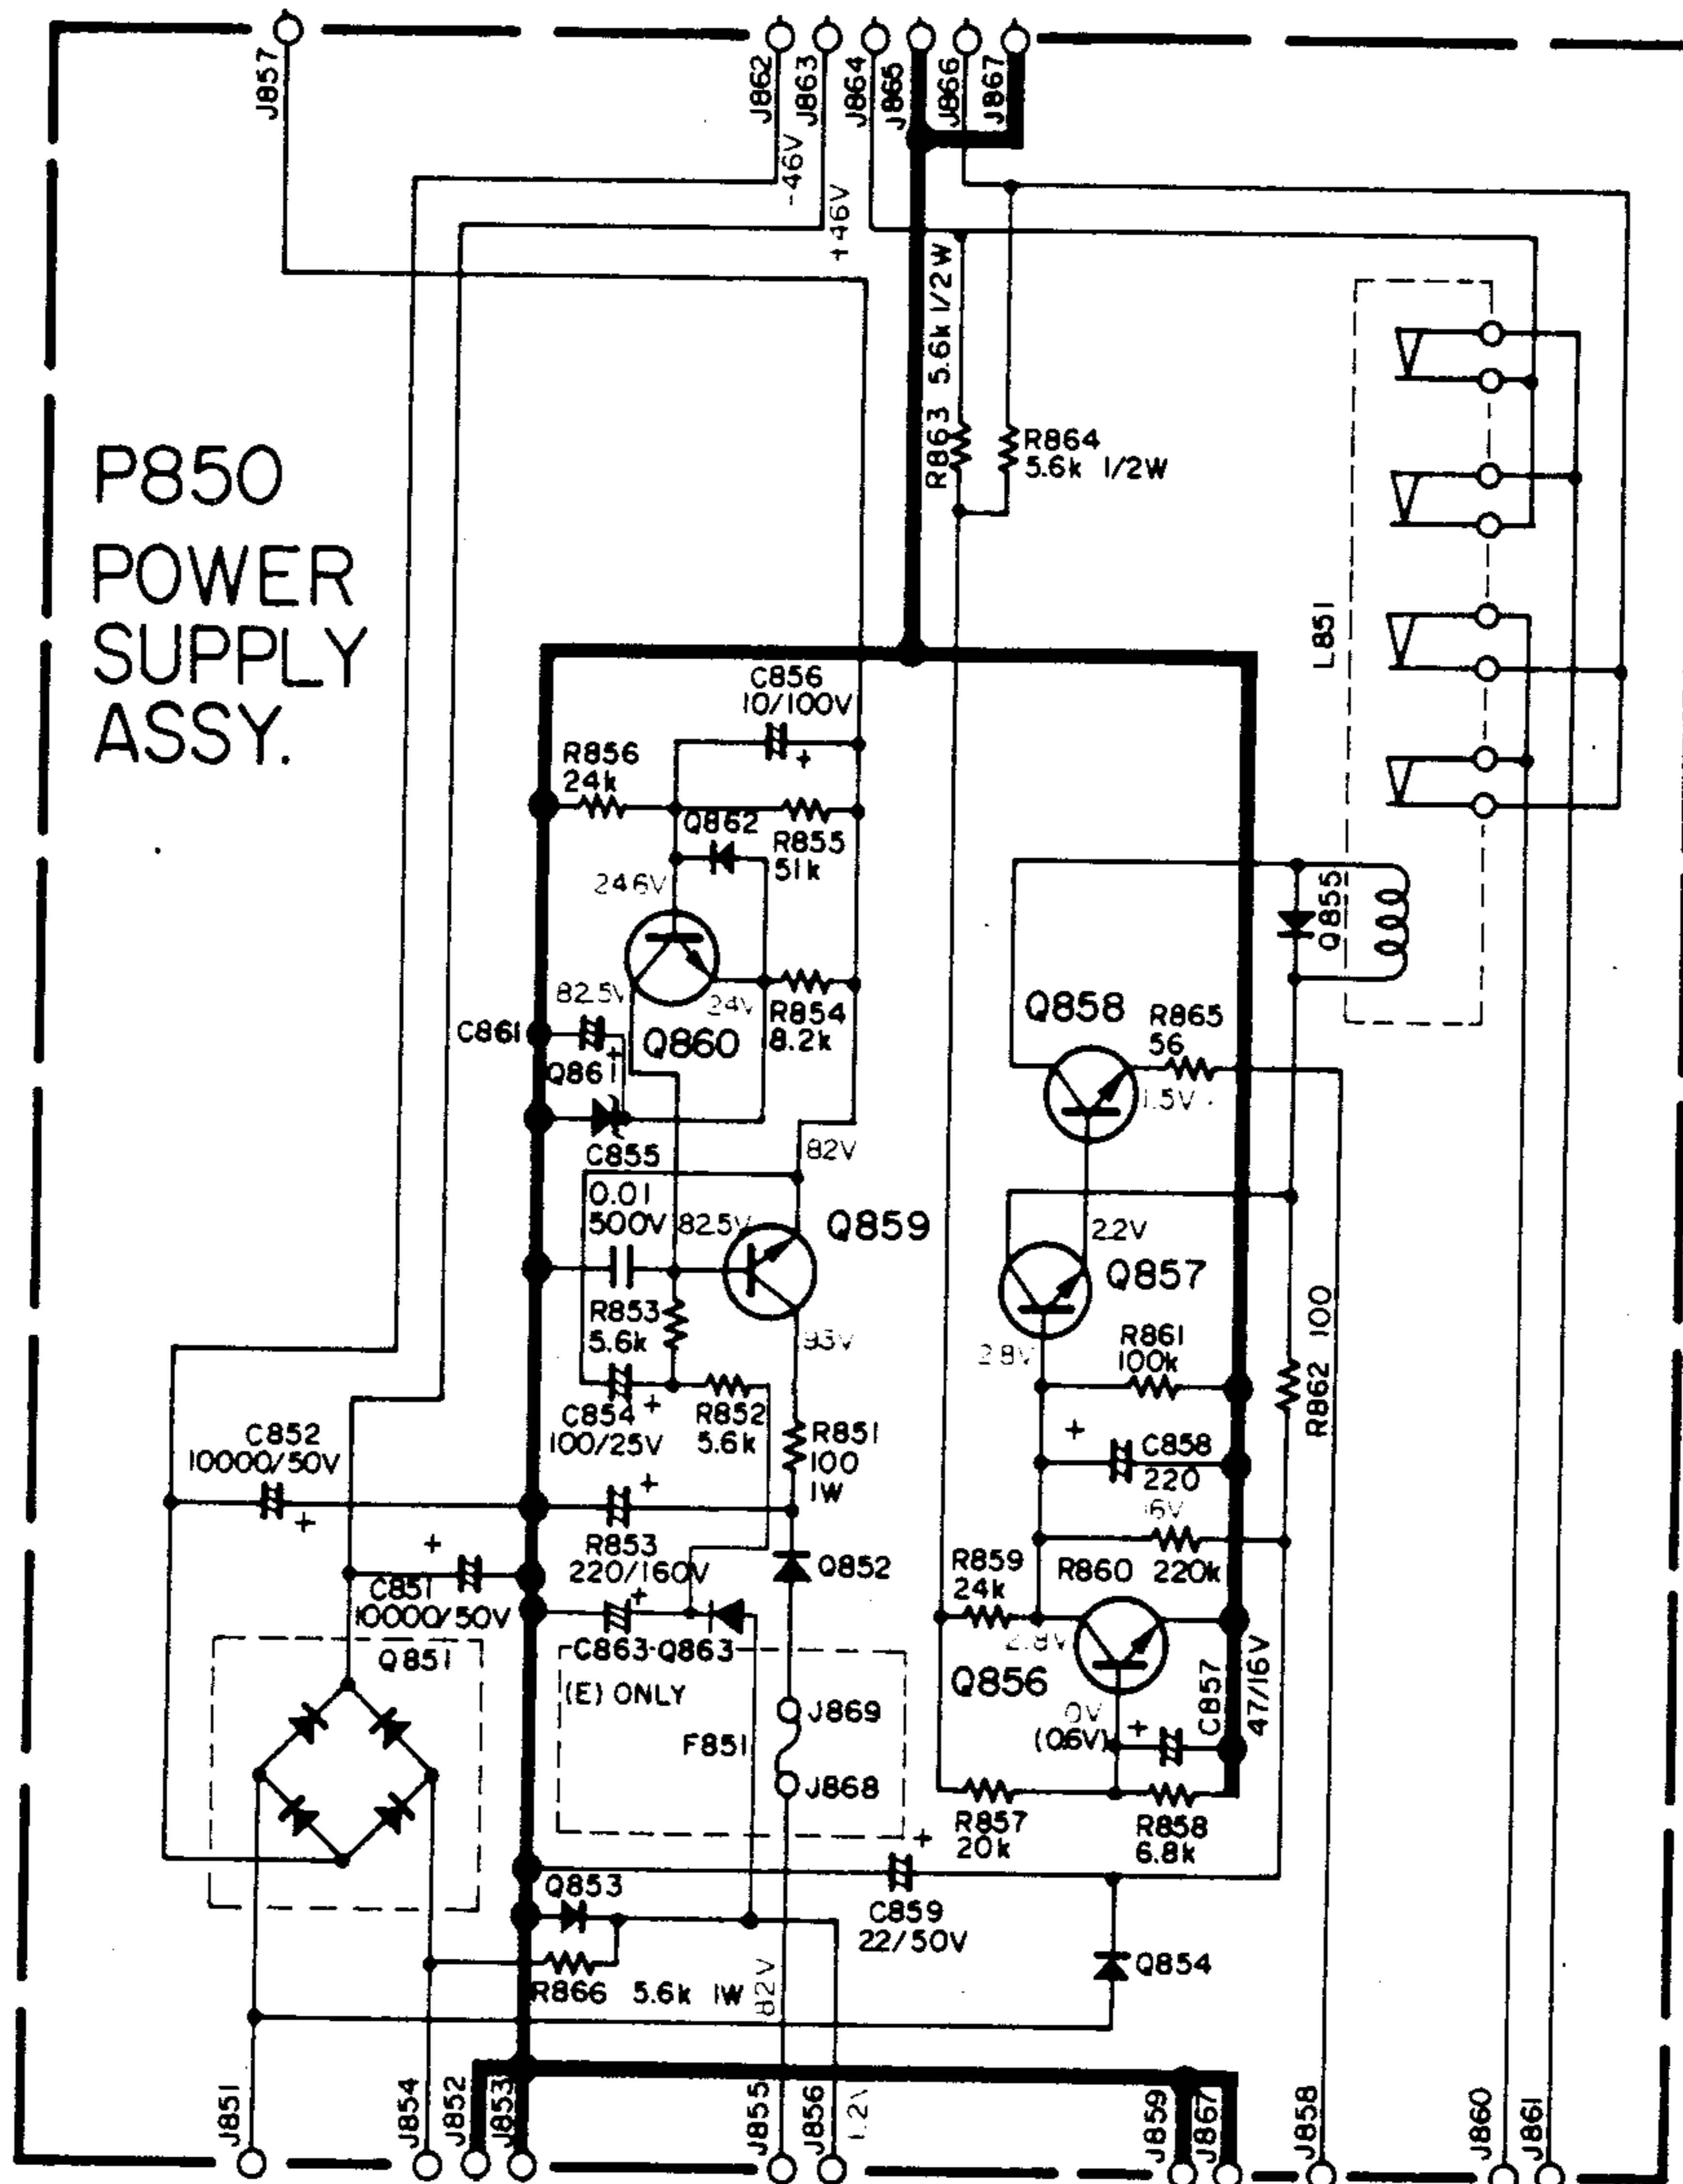 J857
J862
J863
J864
J865
J866
J867
-46V
+46V
P850
POWER
SUPPLY
ASSY.
R863 5.6k 1/2W
R864
5.6k 1/2W
L851
C856
10/100V
R856
24k
Q862
R855
51k
24.6V
Q855
82.5V
24V
R854
8.2k
C861
Q860
Q861
+
Q858
R865
56
1.5V
C855
0.01
500V
82V
82.5V
Q859
2.2V
Q857
R853
5.6k
93V
2.8V
R861
100k
R862 100
C854
100/25V
+
R852
5.6k
R851
100
1W
C852
10000/50V
+
+
C858
220
16V
+
R853
220/160V
Q852
R859
24k
R860 220k
+
C851
10000/50V
+
C863
Q863
2.8V
Q856
Q851
(E) ONLY
J869
F851
J868
0V
(0.6V)
+
C857
47/16V
R857
20k
R858
6.8k
+
Q853
C859
22/50V
Q854
R866 5.6k 1W
82V
J851
J854
J852
J853
J855
J856
1.2V
J859
J867
J858
J860
J861